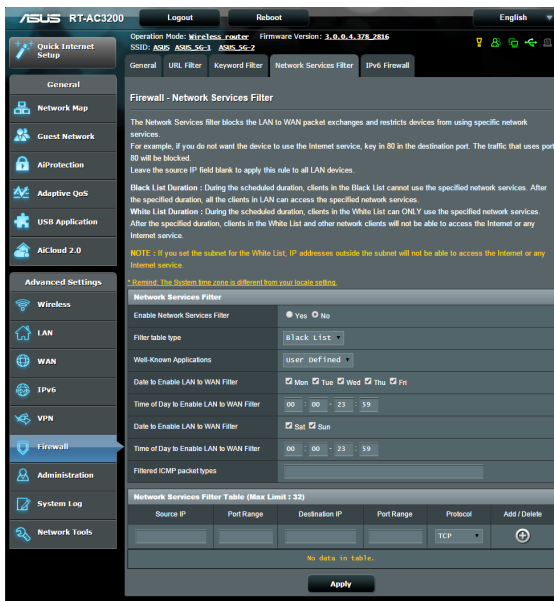 ASUS RT-AC3200 Logout Reboot English
Quick Internet Setup
General
Network Map
Guest Network
AiProtection
Adaptive QoS
USB Application
AiCloud 2.0
Advanced Settings
Wireless
LAN
WAN
IPv6
VPN
Firewall
Administration
System Log
Network Tools
Operation Mode: Wireless router Firmware Version: 3.0.0.4.378_2816
SSID: ASUS ASUS_5G-1 ASUS_5G-2
General URL Filter Keyword Filter Network Services Filter IPv6 Firewall
Firewall - Network Services Filter
The Network Services filter blocks the LAN to WAN packet exchanges and restricts devices from using specific network
services.
For example, if you do not want the device to use the Internet service, key in 80 in the destination port. The traffic that uses port
80 will be blocked.
Leave the source IP field blank to apply this rule to all LAN devices.
Black List Duration : During the scheduled duration, clients in the Black List cannot use the specified network services. After
the specified duration, all the clients in LAN can access the specified network services.
White List Duration : During the scheduled duration, clients in the White List can ONLY use the specified network services.
After the specified duration, clients in the White List and other network clients will not be able to access the Internet or any
Internet service.
NOTE : If you set the subnet for the White List, IP addresses outside the subnet will not be able to access the Internet or any
Internet service.
* Remind: The System time zone is different from your locale setting.
Network Services Filter
Enable Network Services Filter Yes No
Filter table type Black List
Well-Known Applications User Defined
Date to Enable LAN to WAN Filter Mon Tue Wed Thu Fri
Time of Day to Enable LAN to WAN Filter 00 : 00 - 23 : 59
Date to Enable LAN to WAN Filter Sat Sun
Time of Day to Enable LAN to WAN Filter 00 : 00 - 23 : 59
Filtered ICMP packet types
Network Services Filter Table (Max Limit : 32)
Source IP Port Range Destination IP Port Range Protocol Add / Delete
TCP
No data in table.
Apply